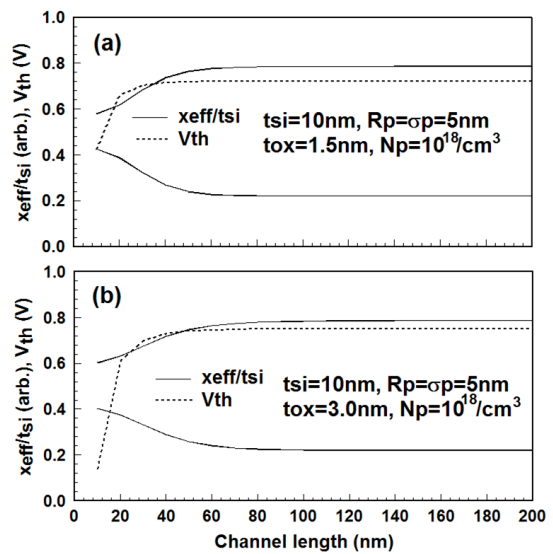 1.0
(a)
0.8
0.6
xeff/tsi
Vth
tsi=10nm, Rp=σp=5nm
tox=1.5nm, Np=10^18/cm^3
0.4
0.2
0.0
xeff/tsi (arb.), Vth (V)
1.0
(b)
0.8
0.6
xeff/tsi
Vth
tsi=10nm, Rp=σp=5nm
tox=3.0nm, Np=10^18/cm^3
0.4
0.2
0.0
xeff/tsi (arb.), Vth (V)
0 20 40 60 80 100 120 140 160 180 200
Channel length (nm)